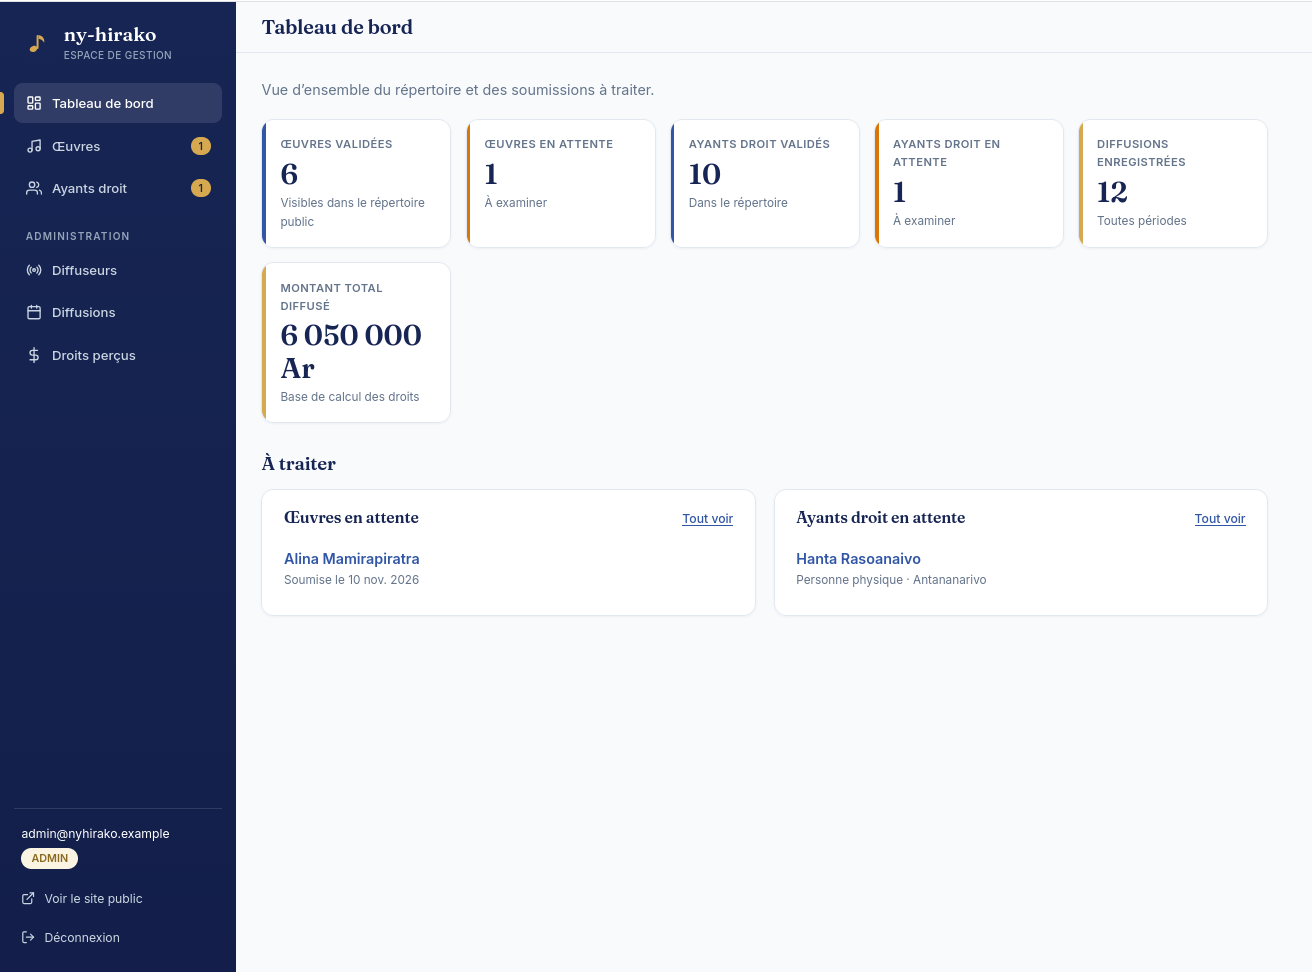 ny-hirako
ESPACE DE GESTION
Tableau de bord
Œuvres 1
Ayants droit 1
ADMINISTRATION
Diffuseurs
Diffusions
Droits perçus
admin@nyhirako.example
ADMIN
Voir le site public
Déconnexion
Tableau de bord
Vue d’ensemble du répertoire et des soumissions à traiter.
ŒUVRES VALIDÉES
6
Visibles dans le répertoire
public
ŒUVRES EN ATTENTE
1
À examiner
AYANTS DROIT VALIDÉS
10
Dans le répertoire
AYANTS DROIT EN
ATTENTE
1
À examiner
DIFFUSIONS
ENREGISTRÉES
12
Toutes périodes
MONTANT TOTAL
DIFFUSÉ
6 050 000
Ar
Base de calcul des droits
À traiter
Œuvres en attente
Tout voir
Alina Mamirapiratra
Soumise le 10 nov. 2026
Ayants droit en attente
Tout voir
Hanta Rasoanaivo
Personne physique · Antananarivo